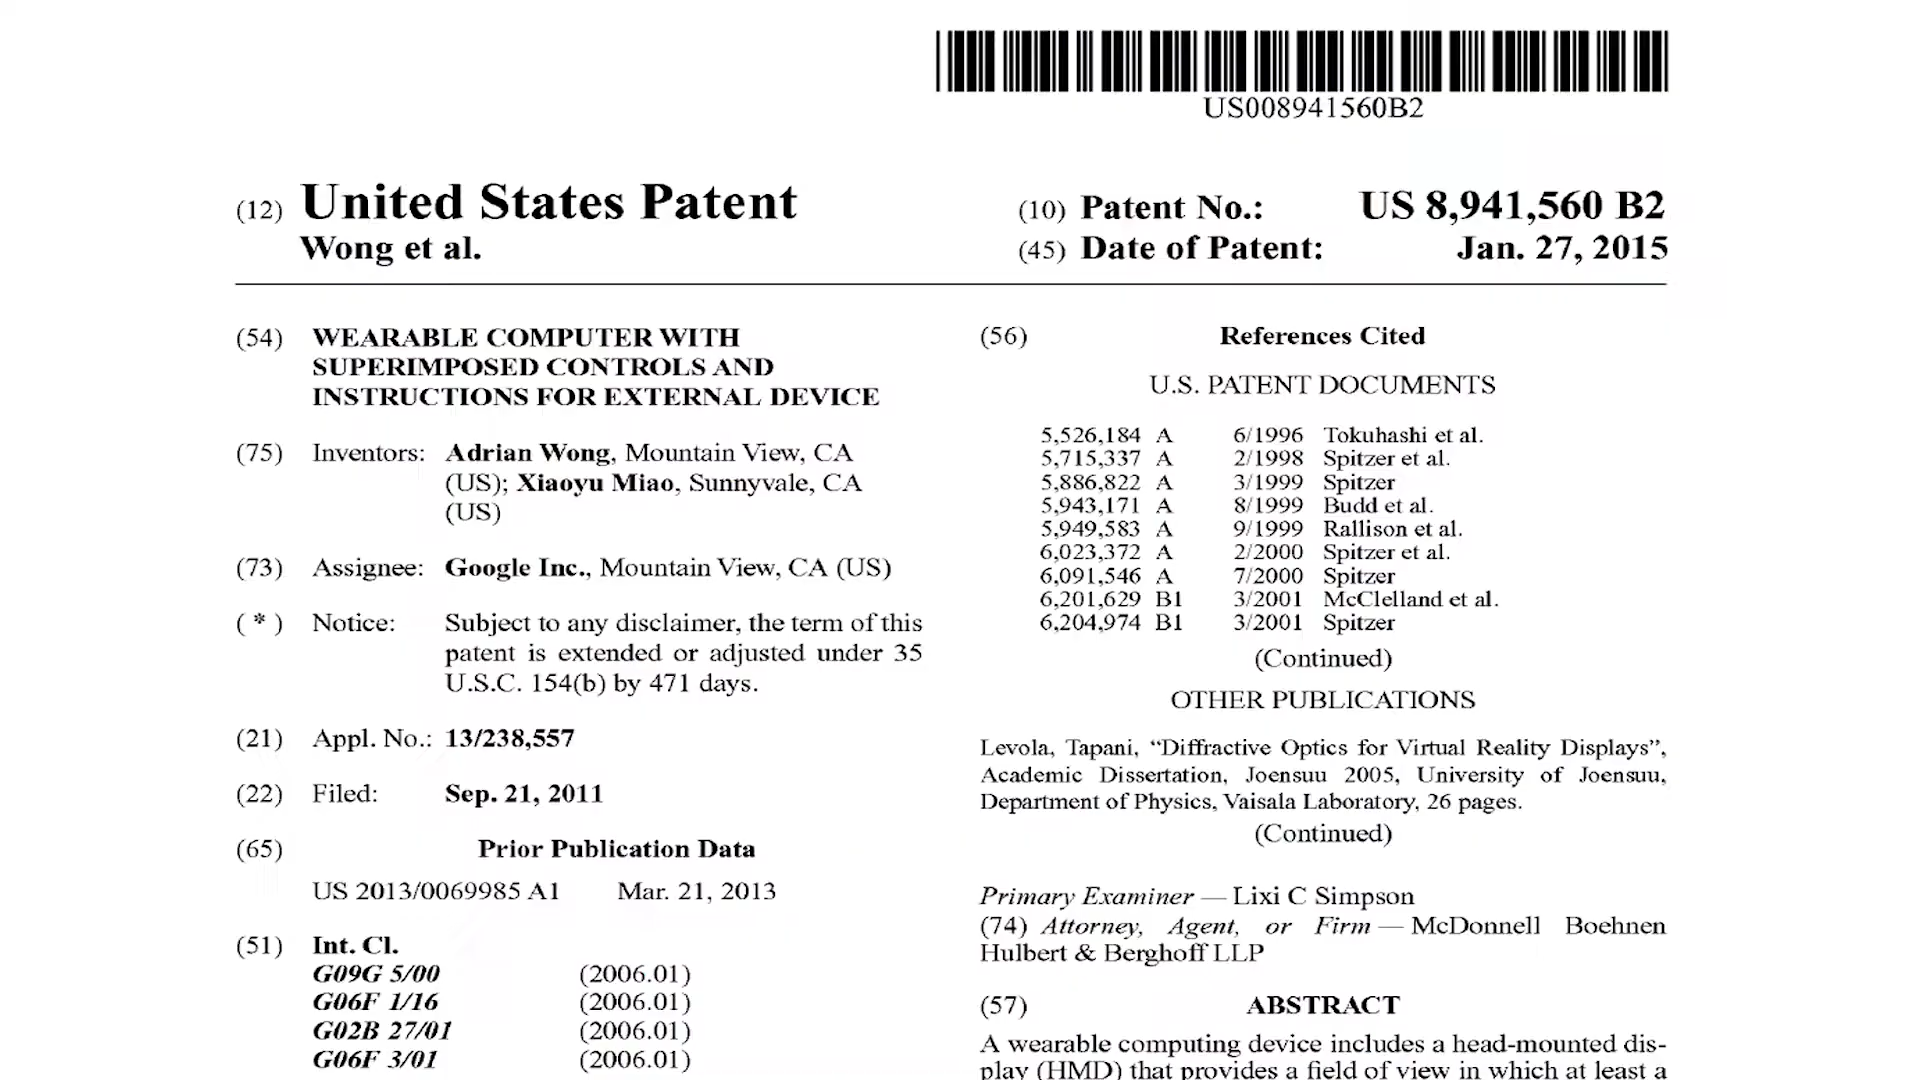 US008941560B2
(12) United States Patent
Wong et al.
(10) Patent No.: US 8,941,560 B2
(45) Date of Patent: Jan. 27, 2015
(54) WEARABLE COMPUTER WITH
SUPERIMPOSED CONTROLS AND
INSTRUCTIONS FOR EXTERNAL DEVICE
(75) Inventors: Adrian Wong, Mountain View, CA
(US); Xiaoyu Miao, Sunnyvale, CA
(US)
(73) Assignee: Google Inc., Mountain View, CA (US)
( * ) Notice: Subject to any disclaimer, the term of this
patent is extended or adjusted under 35
U.S.C. 154(b) by 471 days.
(21) Appl. No.: 13/238,557
(22) Filed: Sep. 21, 2011
(65) Prior Publication Data
US 2013/0069985 A1 Mar. 21, 2013
(51) Int. Cl.
G09G 5/00 (2006.01)
G06F 1/16 (2006.01)
G02B 27/01 (2006.01)
G06F 3/01 (2006.01)
(56) References Cited
U.S. PATENT DOCUMENTS
5,526,184 A 6/1996 Tokuhashi et al.
5,715,337 A 2/1998 Spitzer et al.
5,886,822 A 3/1999 Spitzer
5,943,171 A 8/1999 Budd et al.
5,949,583 A 9/1999 Rallison et al.
6,023,372 A 2/2000 Spitzer et al.
6,091,546 A 7/2000 Spitzer
6,201,629 B1 3/2001 McClelland et al.
6,204,974 B1 3/2001 Spitzer
(Continued)
OTHER PUBLICATIONS
Levola, Tapani, “Diffractive Optics for Virtual Reality Displays”,
Academic Dissertation, Joensuu 2005, University of Joensuu,
Department of Physics, Vaisala Laboratory, 26 pages.
(Continued)
Primary Examiner — Lixi C Simpson
(74) Attorney, Agent, or Firm — McDonnell Boehnen
Hulbert & Berghoff LLP
(57) ABSTRACT
A wearable computing device includes a head-mounted dis-
play (HMD) that provides a field of view in which at least a